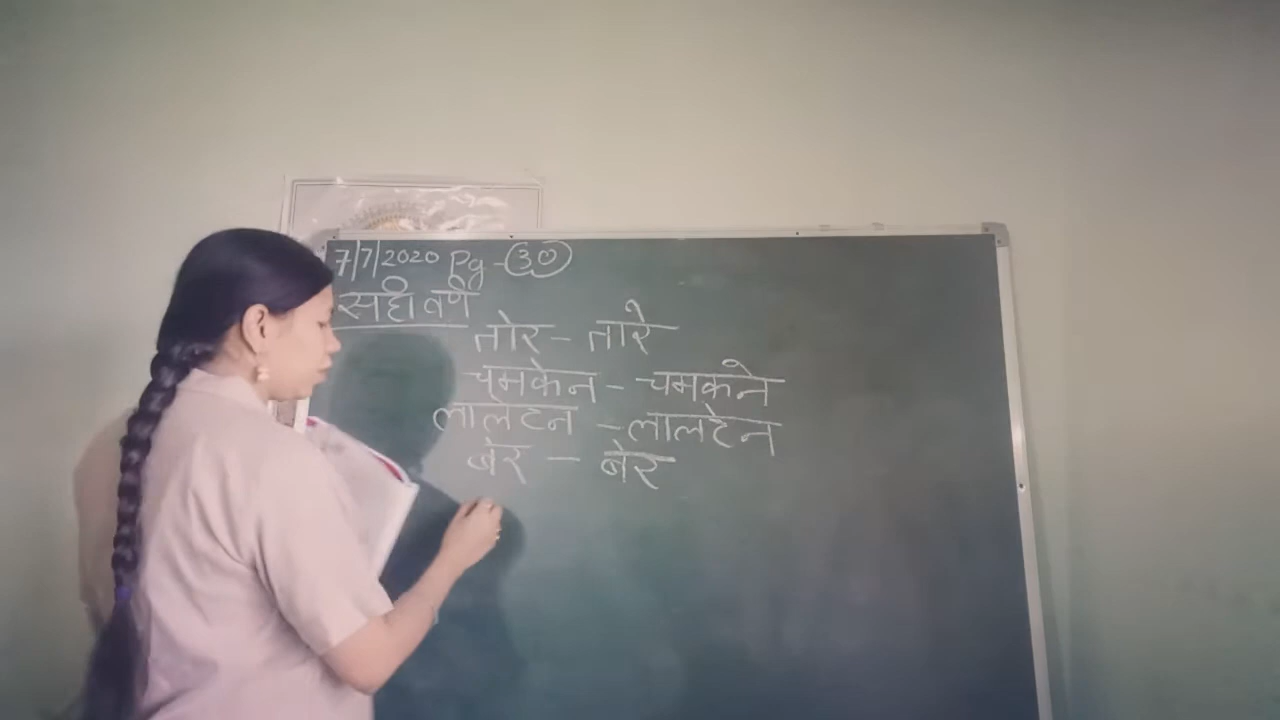 7/7/2020 Pg - 30
सही वर्ण
तोर - तारे
चमकेन - चमकने
लालटन - लालटेन
बेर - बेर